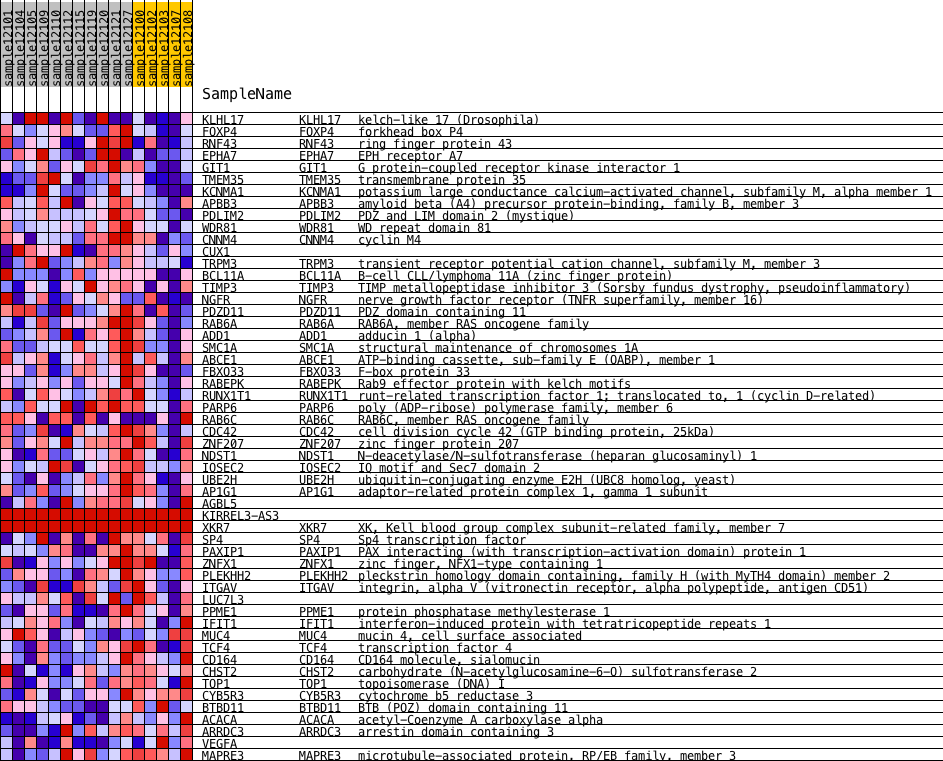 sample12101
sample12104
sample12105
sample12109
sample12110
sample12112
sample12115
sample12119
sample12120
sample12121
sample12127
sample12100
sample12102
sample12103
sample12107
sample12108
SampleName
KLHL17 KLHL17 kelch-like 17 (Drosophila)
FOXP4 FOXP4 forkhead box P4
RNF43 RNF43 ring finger protein 43
EPHA7 EPHA7 EPH receptor A7
GIT1 GIT1 G protein-coupled receptor kinase interactor 1
TMEM35 TMEM35 transmembrane protein 35
KCNMA1 KCNMA1 potassium large conductance calcium-activated channel, subfamily M, alpha member 1
APBB3 APBB3 amyloid beta (A4) precursor protein-binding, family B, member 3
PDLIM2 PDLIM2 PDZ and LIM domain 2 (mystique)
WDR81 WDR81 WD repeat domain 81
CNNM4 CNNM4 cyclin M4
CUX1
TRPM3 TRPM3 transient receptor potential cation channel, subfamily M, member 3
BCL11A BCL11A B-cell CLL/lymphoma 11A (zinc finger protein)
TIMP3 TIMP3 TIMP metallopeptidase inhibitor 3 (Sorsby fundus dystrophy, pseudoinflammatory)
NGFR NGFR nerve growth factor receptor (TNFR superfamily, member 16)
PDZD11 PDZD11 PDZ domain containing 11
RAB6A RAB6A RAB6A, member RAS oncogene family
ADD1 ADD1 adducin 1 (alpha)
SMC1A SMC1A structural maintenance of chromosomes 1A
ABCE1 ABCE1 ATP-binding cassette, sub-family E (OABP), member 1
FBXO33 FBXO33 F-box protein 33
RABEPK RABEPK Rab9 effector protein with kelch motifs
RUNX1T1 RUNX1T1 runt-related transcription factor 1; translocated to, 1 (cyclin D-related)
PARP6 PARP6 poly (ADP-ribose) polymerase family, member 6
RAB6C RAB6C RAB6C, member RAS oncogene family
CDC42 CDC42 cell division cycle 42 (GTP binding protein, 25kDa)
ZNF207 ZNF207 zinc finger protein 207
NDST1 NDST1 N-deacetylase/N-sulfotransferase (heparan glucosaminyl) 1
IQSEC2 IQSEC2 IQ motif and Sec7 domain 2
UBE2H UBE2H ubiquitin-conjugating enzyme E2H (UBC8 homolog, yeast)
AP1G1 AP1G1 adaptor-related protein complex 1, gamma 1 subunit
AGBL5
KIRREL3-AS3
XKR7 XKR7 XK, Kell blood group complex subunit-related family, member 7
SP4 SP4 Sp4 transcription factor
PAXIP1 PAXIP1 PAX interacting (with transcription-activation domain) protein 1
ZNFX1 ZNFX1 zinc finger, NFX1-type containing 1
PLEKHH2 PLEKHH2 pleckstrin homology domain containing, family H (with MyTH4 domain) member 2
ITGAV ITGAV integrin, alpha V (vitronectin receptor, alpha polypeptide, antigen CD51)
LUC7L3
PPME1 PPME1 protein phosphatase methylesterase 1
IFIT1 IFIT1 interferon-induced protein with tetratricopeptide repeats 1
MUC4 MUC4 mucin 4, cell surface associated
TCF4 TCF4 transcription factor 4
CD164 CD164 CD164 molecule, sialomucin
CHST2 CHST2 carbohydrate (N-acetylglucosamine-6-O) sulfotransferase 2
TOP1 TOP1 topoisomerase (DNA) I
CYB5R3 CYB5R3 cytochrome b5 reductase 3
BTBD11 BTBD11 BTB (POZ) domain containing 11
ACACA ACACA acetyl-Coenzyme A carboxylase alpha
ARRDC3 ARRDC3 arrestin domain containing 3
VEGFA
MAPRE3 MAPRE3 microtubule-associated protein, RP/EB family, member 3